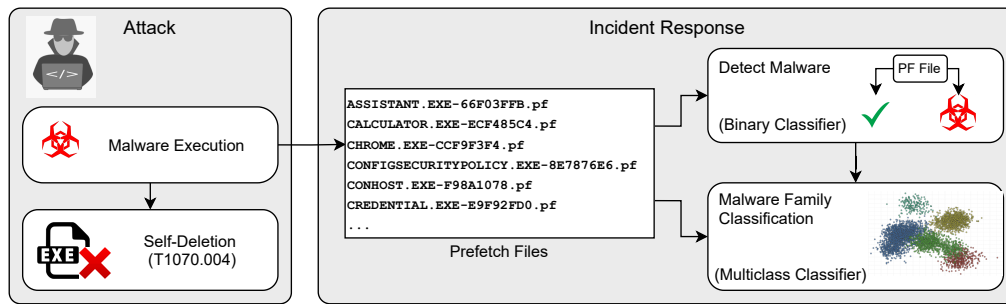 Attack
</>
Malware Execution
EXE
Self-Deletion
(T1070.004)
Incident Response
ASSISTANT.EXE-66F03FFB.pf
CALCULATOR.EXE-ECF485C4.pf
CHROME.EXE-CCF9F3F4.pf
CONFIGSECURITYPOLICY.EXE-8E7876E6.pf
CONHOST.EXE-F98A1078.pf
CREDENTIAL.EXE-E9F92FD0.pf
...
Prefetch Files
Detect Malware
PF File
(Binary Classifier)
Malware Family
Classification
(Multiclass Classifier)